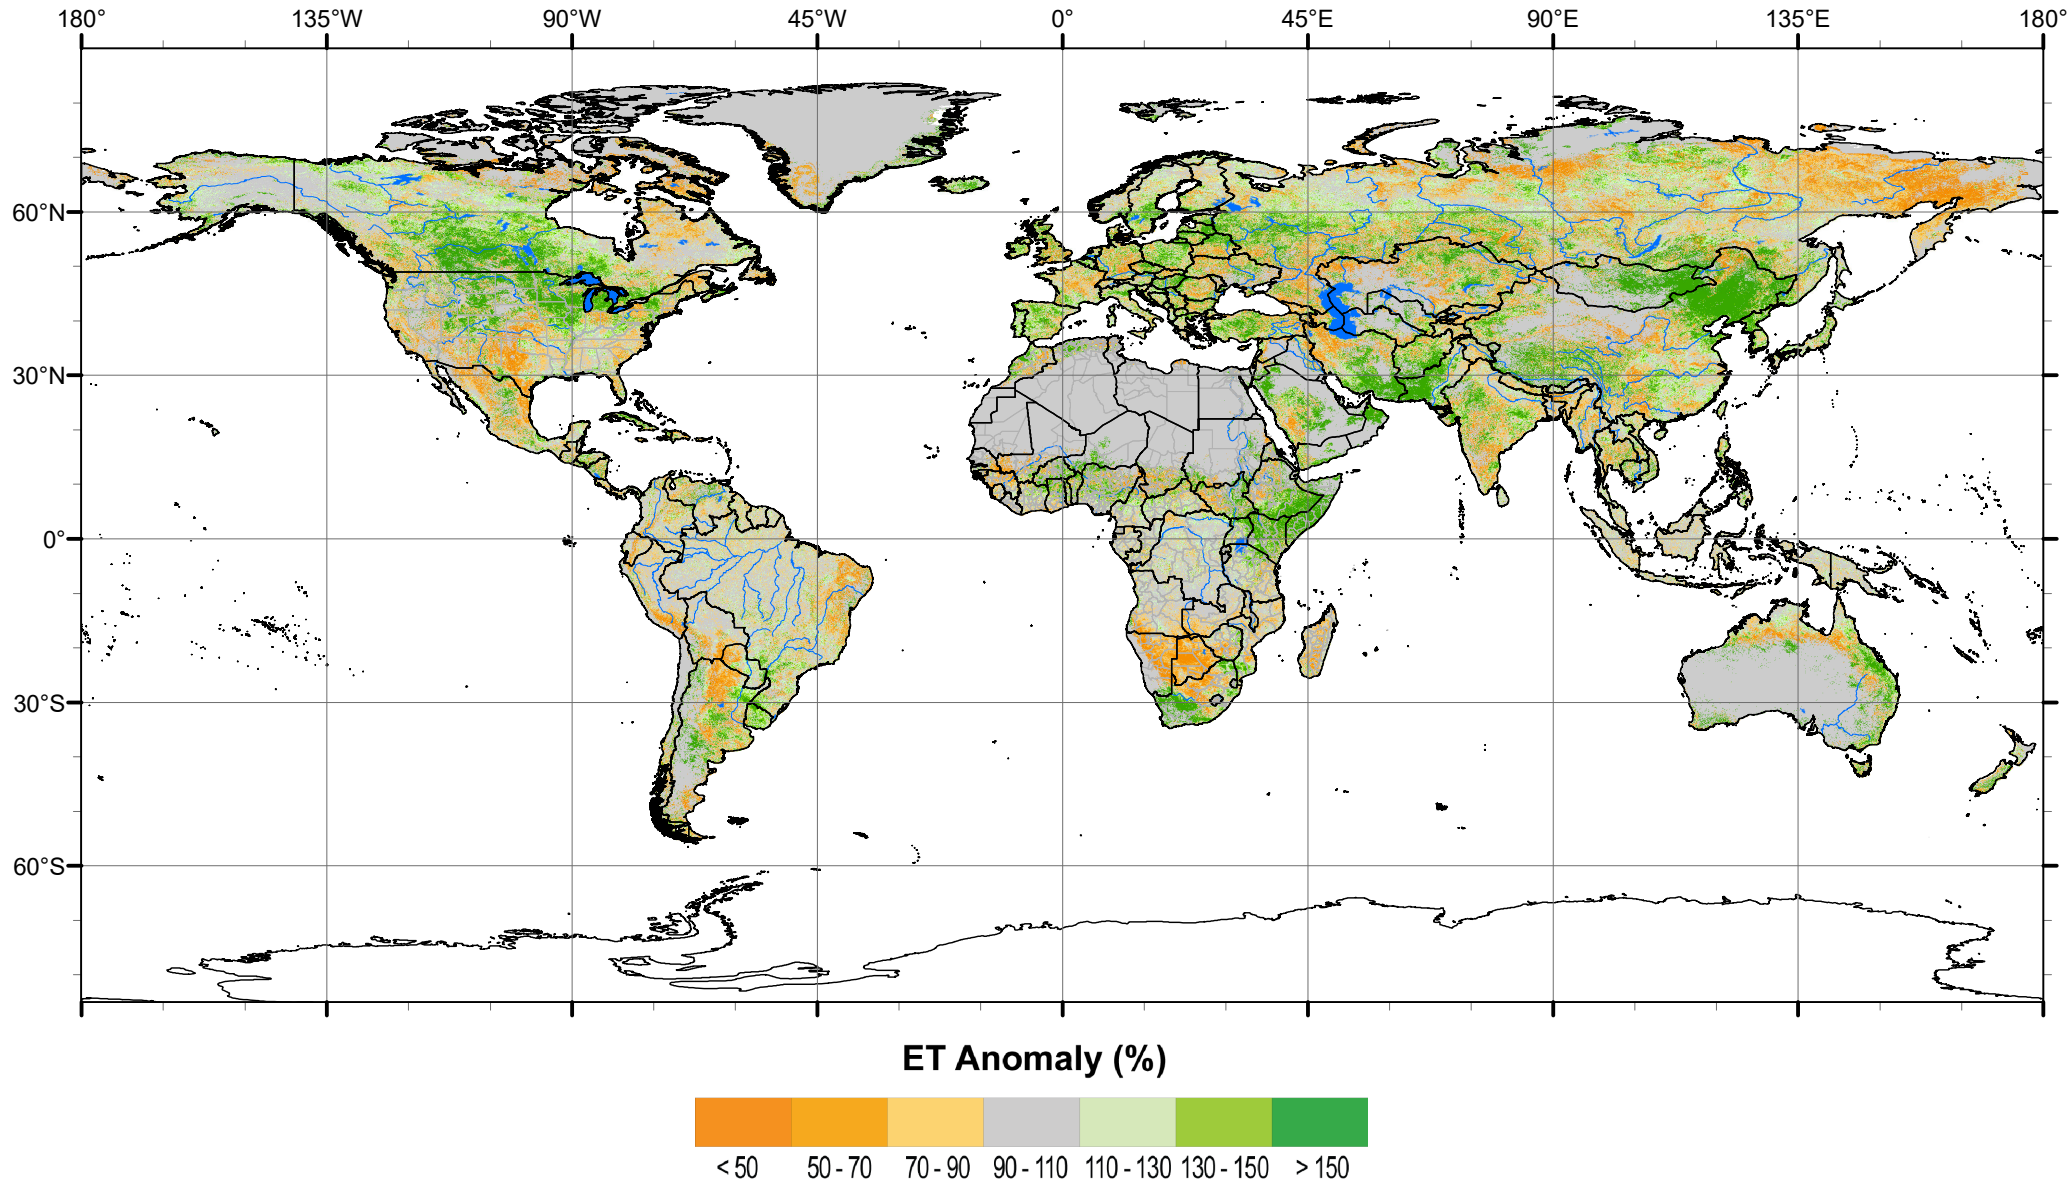 180° 135°W 90°W 45°W 0° 45°E 90°E 135°E 180°
60°N
30°N
0°
30°S
60°S
ET Anomaly (%)
< 50 50 - 70 70 - 90 90 - 110 110 - 130 130 - 150 > 150